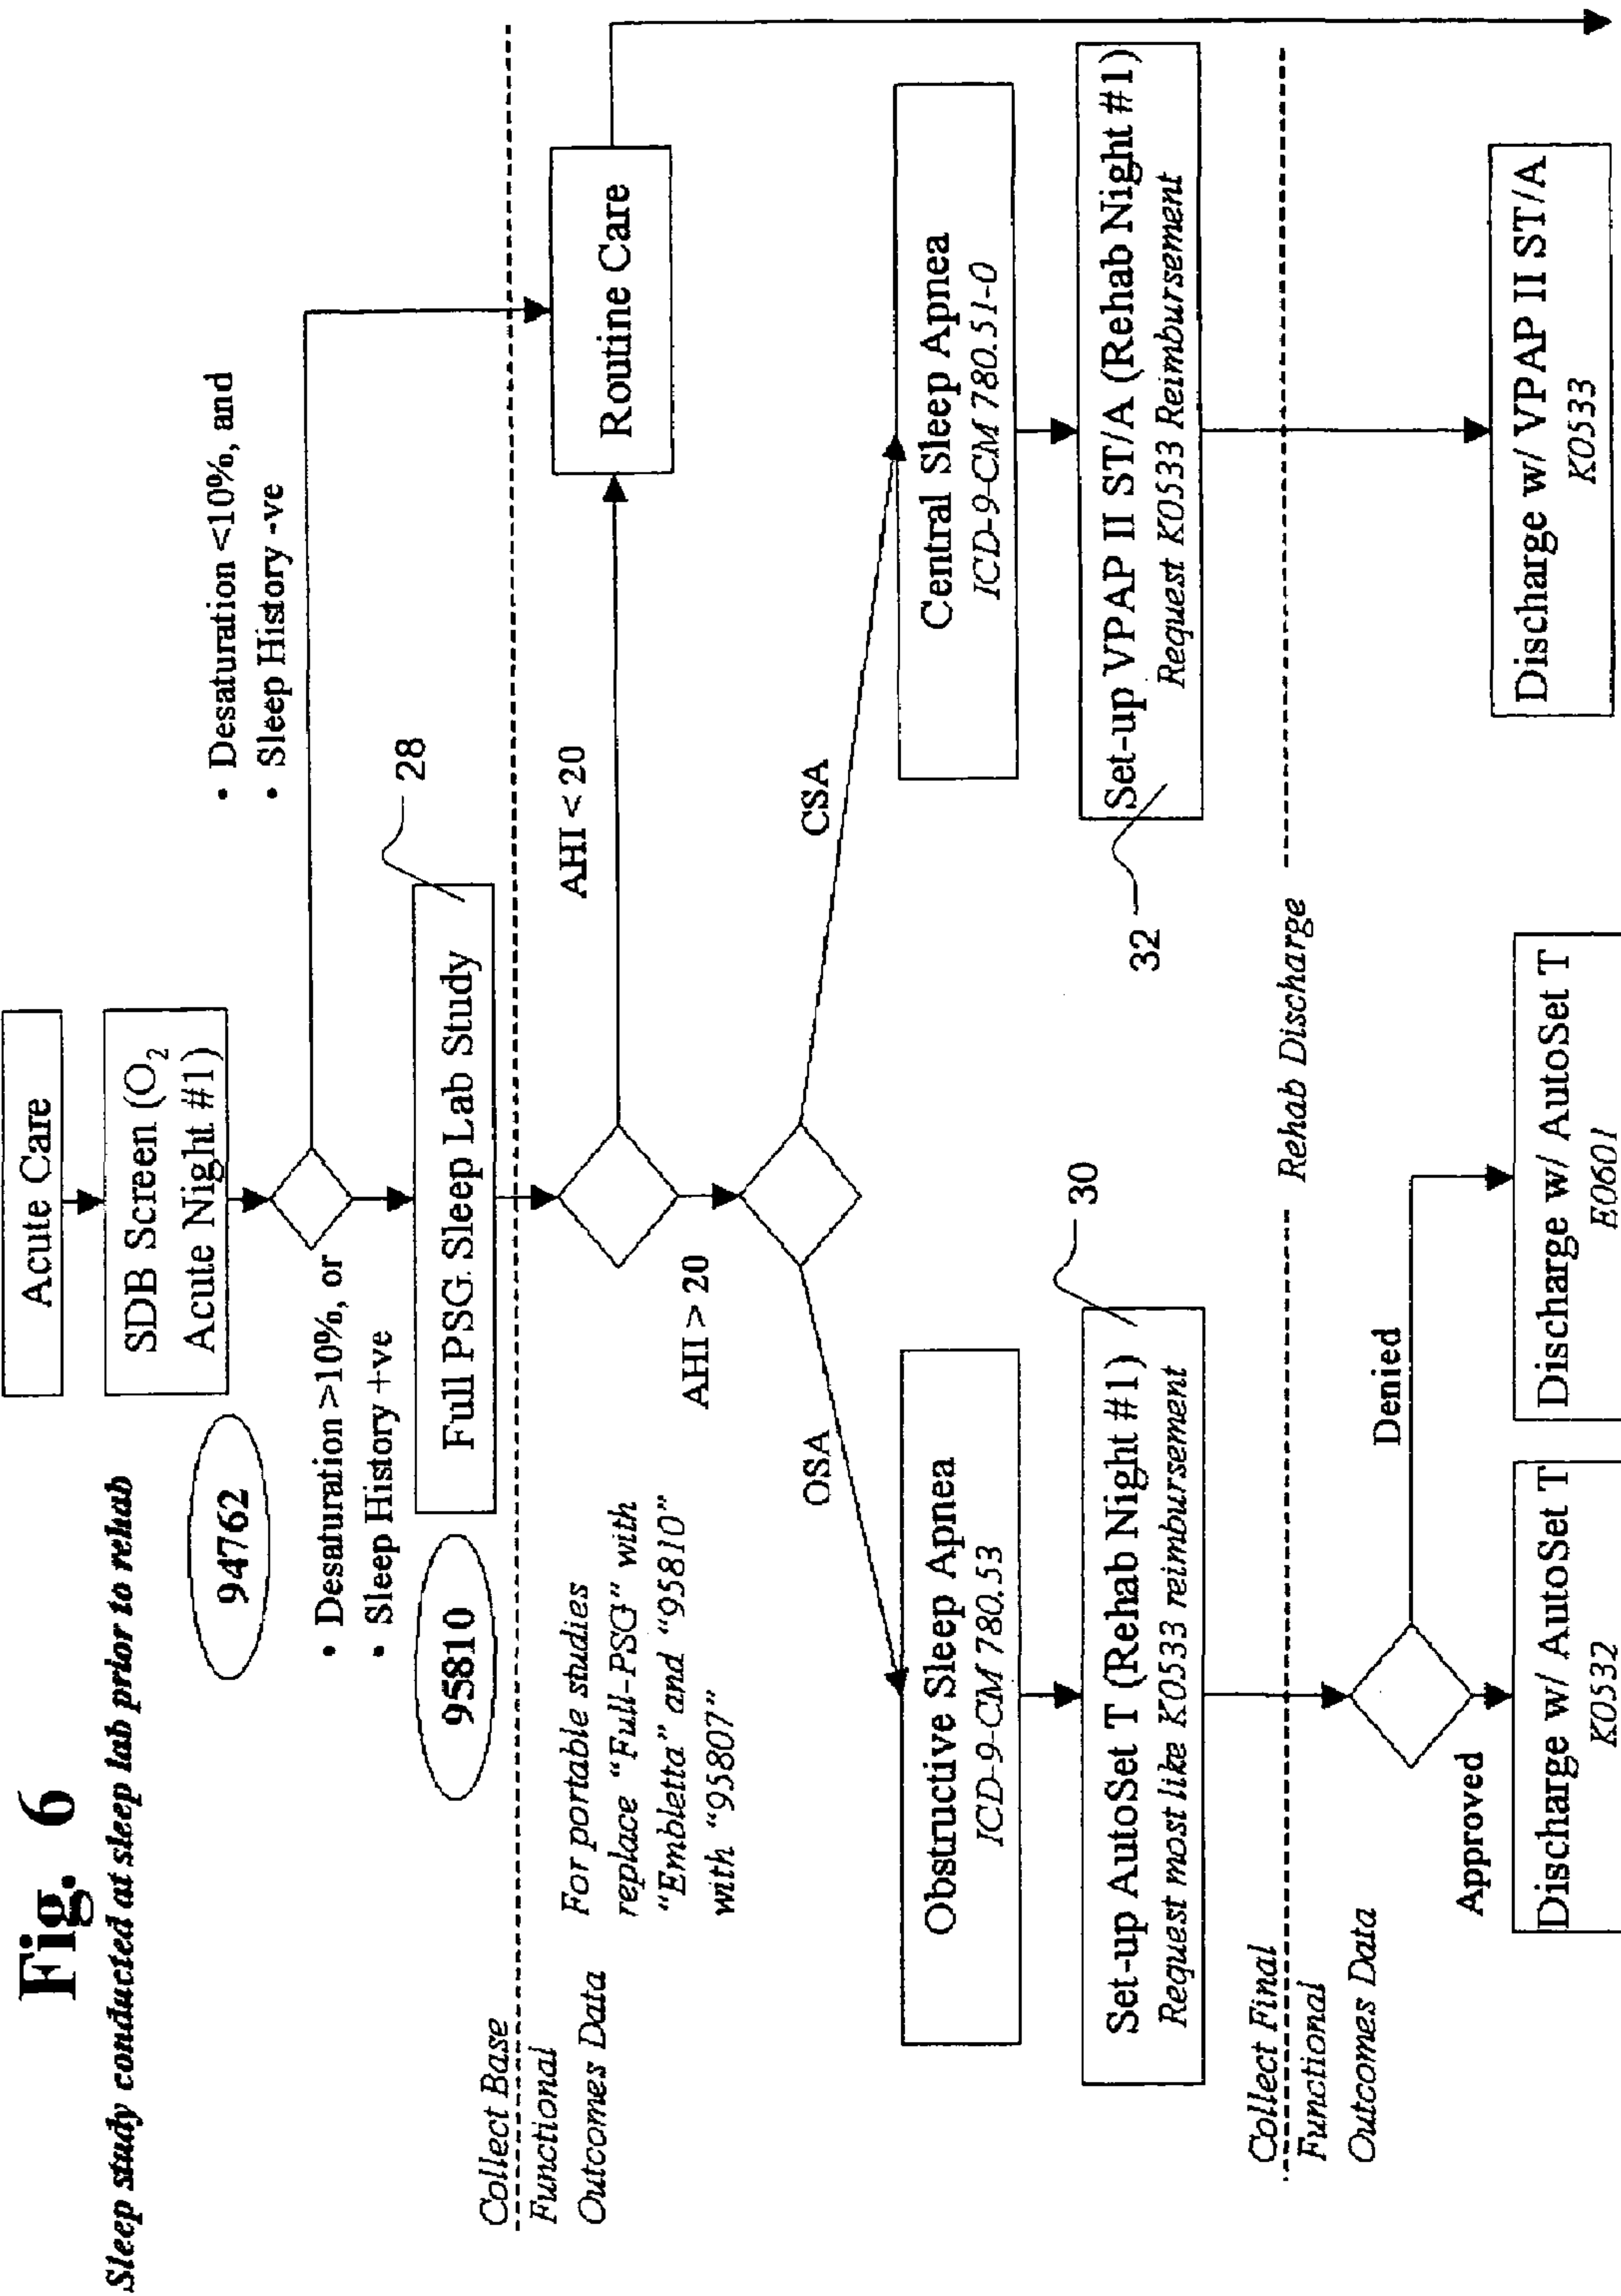 Fig. 6
Sleep study conducted at sleep lab prior to rehab
Acute Care
SDB Screen (O₂
Acute Night #1)
94762
• Desaturation <10%, and
• Sleep History -ve
• Desaturation >10%, or
• Sleep History +ve
28
Full PSG Sleep Lab Study
95810
Collect Base
Functional
Outcomes Data
For portable studies
replace "Full-PSG" with
"Embletta" and "95810"
with "95807"
AHI < 20
Routine Care
AHI > 20
OSA
CSA
Obstructive Sleep Apnea
ICD-9-CM 780.53
Central Sleep Apnea
ICD-9-CM 780.51-0
30
Set-up AutoSet T (Rehab Night #1)
Request most like K0533 reimbursement
32
Set-up VPAP II ST/A (Rehab Night #1)
Request K0533 Reimbursement
Collect Final
Functional
Outcomes Data
Rehab Discharge
Approved
Denied
Discharge w/ AutoSet T
K0532
Discharge w/ AutoSet T
E0601
Discharge w/ VPAP II ST/A
K0533